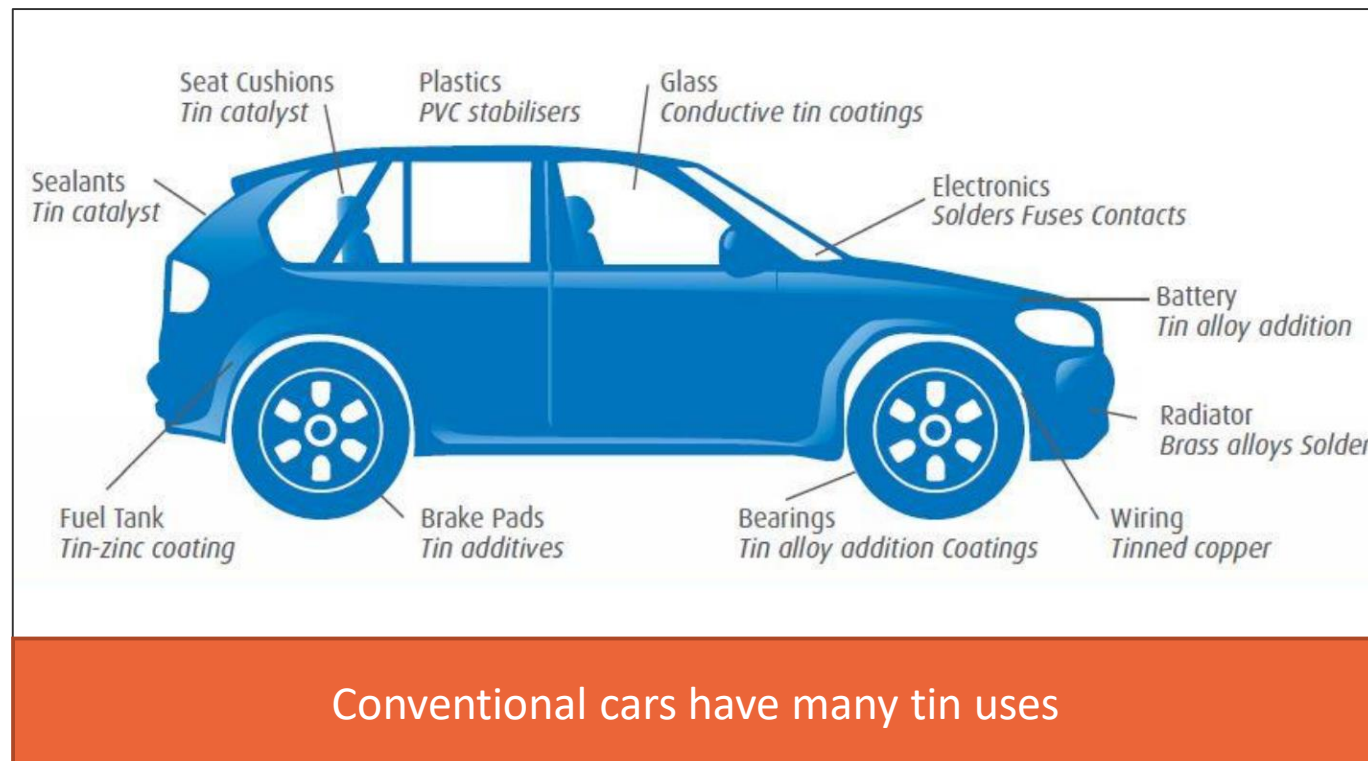 Seat Cushions
Tin catalyst
Plastics
PVC stabilisers
Glass
Conductive tin coatings
Sealants
Tin catalyst
Electronics
Solders Fuses Contacts
Battery
Tin alloy addition
Radiator
Brass alloys Solder
Fuel Tank
Tin-zinc coating
Brake Pads
Tin additives
Bearings
Tin alloy addition Coatings
Wiring
Tinned copper
Conventional cars have many tin uses